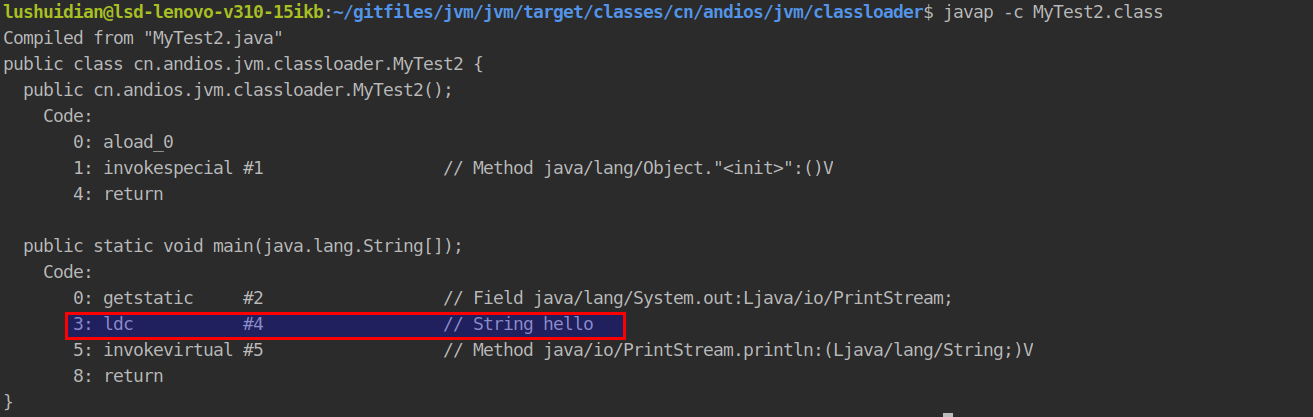 lushuidian@lsd-lenovo-v310-15ikb:~/gitfiles/jvm/jvm/target/classes/cn/andios/jvm/classloader$ javap -c MyTest2.class
Compiled from "MyTest2.java"
public class cn.andios.jvm.classloader.MyTest2 {
  public cn.andios.jvm.classloader.MyTest2();
    Code:
       0: aload_0
       1: invokespecial #1                  // Method java/lang/Object."<init>":()V
       4: return

  public static void main(java.lang.String[]);
    Code:
       0: getstatic     #2                  // Field java/lang/System.out:Ljava/io/PrintStream;
       3: ldc           #4                  // String hello
       5: invokevirtual #5                  // Method java/io/PrintStream.println:(Ljava/lang/String;)V
       8: return
}